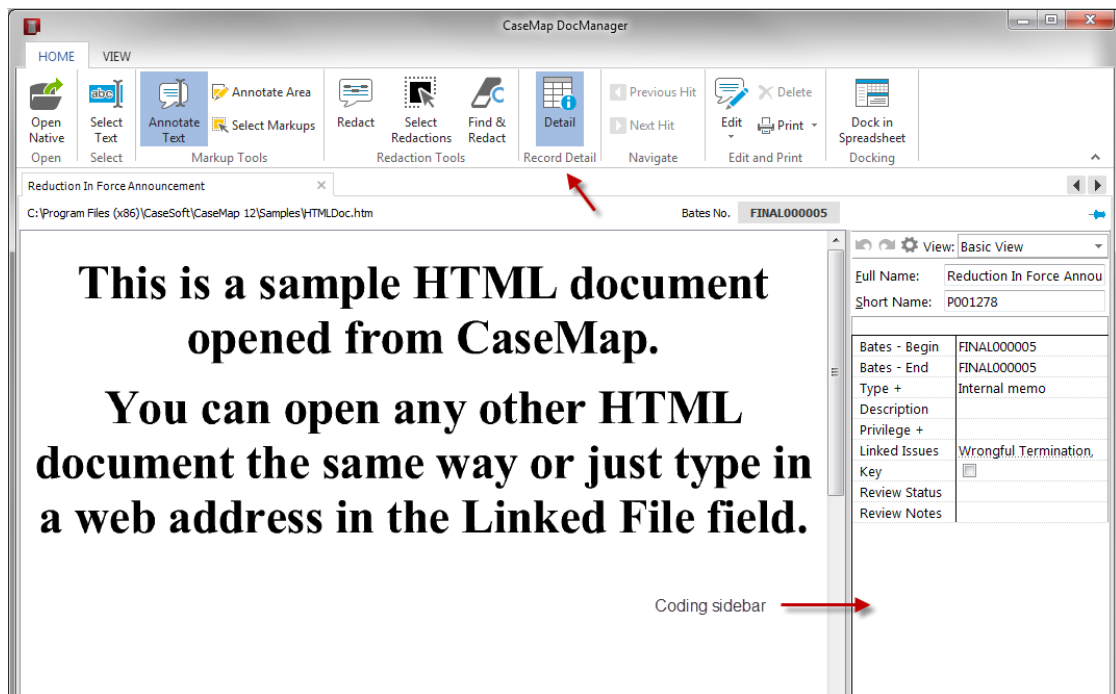 CaseMap DocManager
HOME VIEW
Open Native
Select Text
Annotate Text
Annotate Area
Select Markups
Redact
Select Redactions
Find & Redact
Detail
Previous Hit
Next Hit
Edit
Delete
Print
Dock in Spreadsheet
Open Select Markup Tools Redaction Tools Record Detail Navigate Edit and Print Docking
Reduction In Force Announcement
C:\Program Files (x86)\CaseSoft\CaseMap 12\Samples\HTMLDoc.htm Bates No. FINAL000005
This is a sample HTML document
opened from CaseMap.
You can open any other HTML
document the same way or just type in
a web address in the Linked File field.
Coding sidebar
View: Basic View
Full Name: Reduction In Force Annou
Short Name: P001278
Bates - Begin FINAL000005
Bates - End FINAL000005
Type + Internal memo
Description
Privilege +
Linked Issues Wrongful Termination,
Key
Review Status
Review Notes